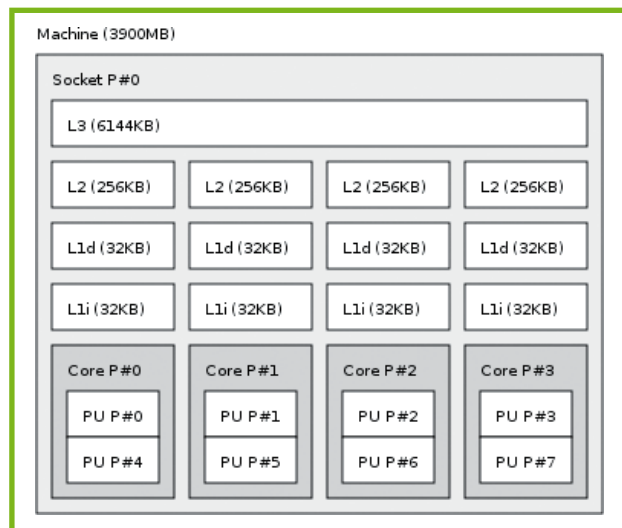 Machine (3900MB)
Socket P#0
L3 (6144KB)
L2 (256KB) L2 (256KB) L2 (256KB) L2 (256KB)
L1d (32KB) L1d (32KB) L1d (32KB) L1d (32KB)
L1i (32KB) L1i (32KB) L1i (32KB) L1i (32KB)
Core P#0 Core P#1 Core P#2 Core P#3
PU P#0 PU P#1 PU P#2 PU P#3
PU P#4 PU P#5 PU P#6 PU P#7